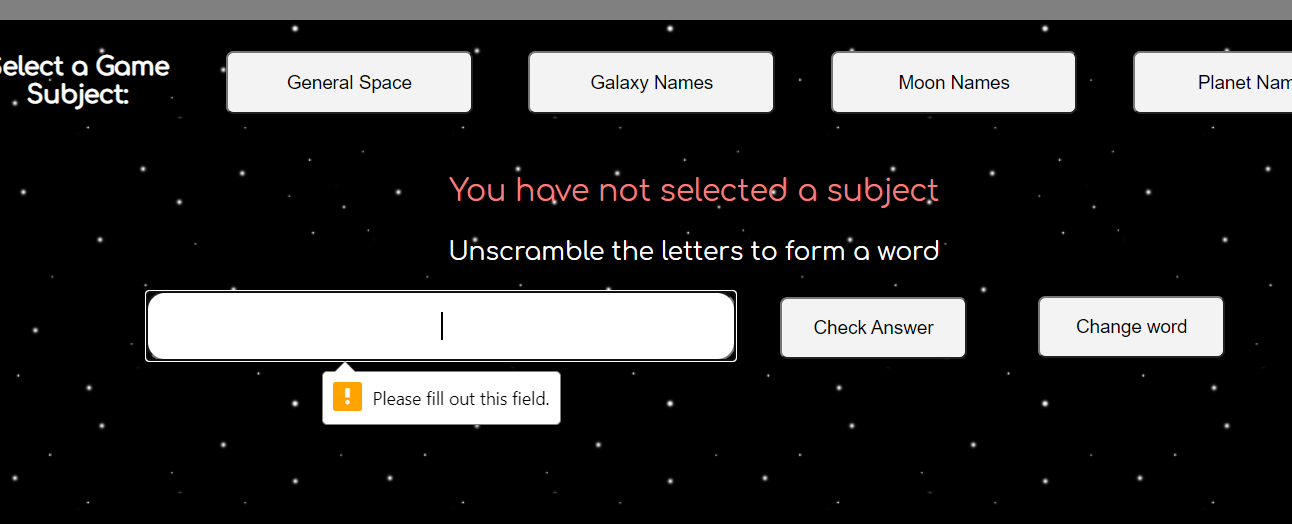 elect a Game
Subject:
General Space
Galaxy Names
Moon Names
Planet Nam
You have not selected a subject
Unscramble the letters to form a word
Check Answer
Change word
Please fill out this field.